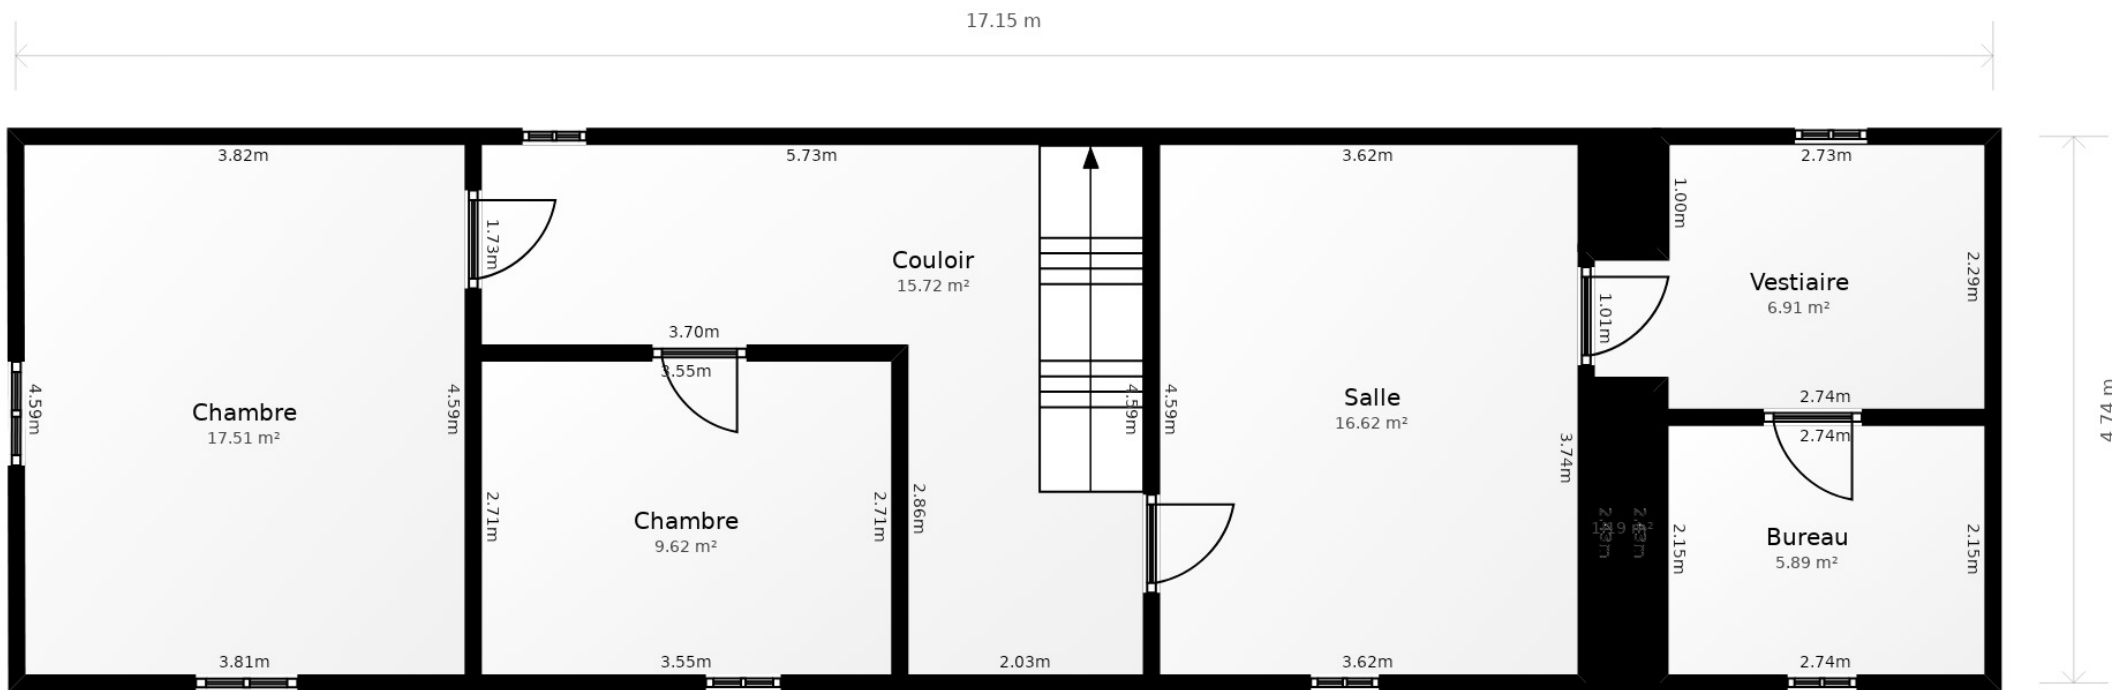 17.15 m
3.82m
5.73m
3.62m
2.73m
1.00m
1.73m
Couloir
15.72 m²
Vestiaire
6.91 m²
2.29m
1.01m
3.70m
3.55m
4.59m
Chambre
17.51 m²
4.59m
4.59m
4.59m
Salle
16.62 m²
2.74m
2.74m
4.74 m
3.74m
2.71m
Chambre
9.62 m²
2.71m
2.86m
2.15m
Bureau
5.89 m²
2.15m
3.81m
3.55m
2.03m
3.62m
2.74m